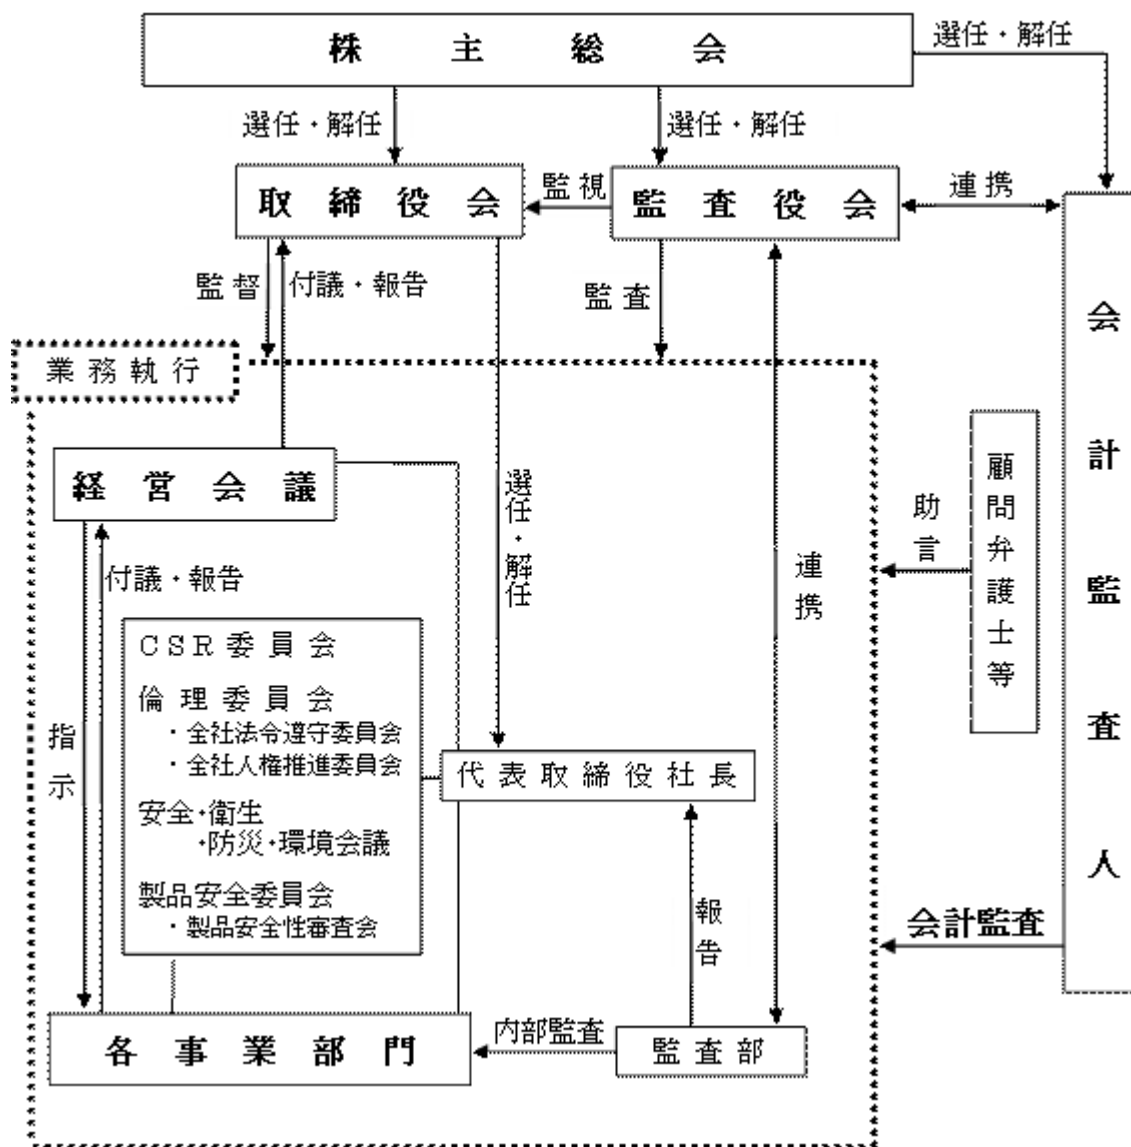 株主総会
選任・解任
選任・解任
選任・解任
取締役会
監視
監査役会
連携
監督
付議・報告
監査
会計監査人
業務執行
経営会議
選任・解任
連携
助言
顧問弁護士等
付議・報告
指示
CSR委員会
倫理委員会
・全社法令遵守委員会
・全社人権推進委員会
安全・衛生
・防災・環境会議
製品安全委員会
・製品安全性審査会
代表取締役社長
報告
会計監査
各事業部門
内部監査
監査部